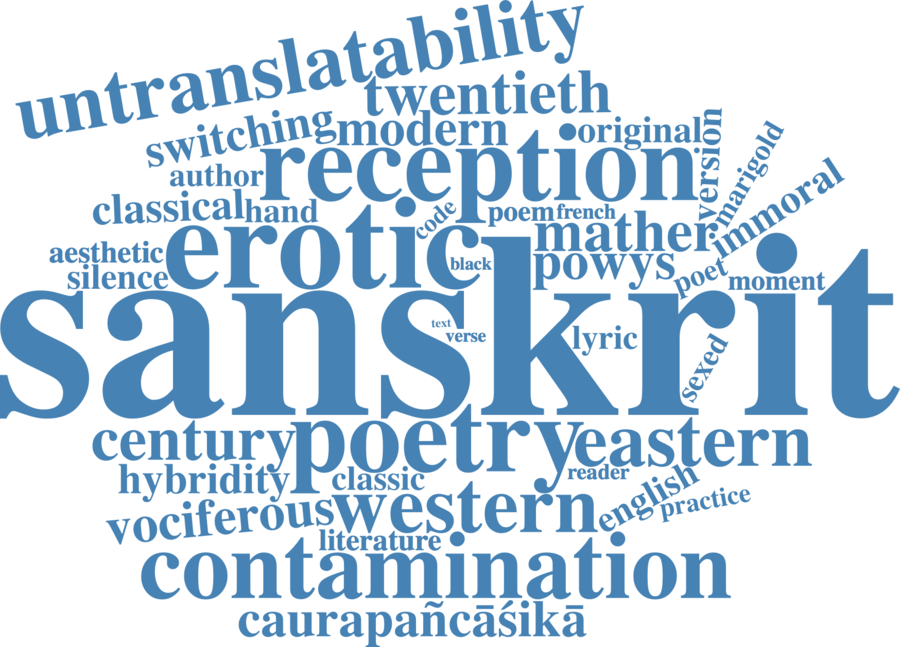 untranslatability
twentieth
switching
modern
original
version
marigold
author
reception
classical
hand
code
poem
french
immoral
aesthetic
erotic
black
mather
silence
powys
poet
moment
sanskrit
text
verse
lyric
sexed
century
poetry
eastern
hybridity
classic
reader
english
practice
vociferous
western
literature
contamination
caurapañcāśikā